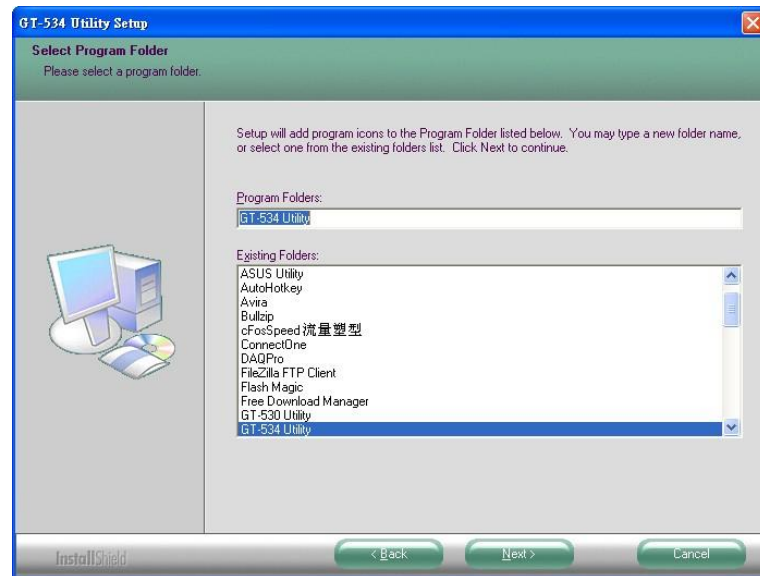 GT-534 Utility Setup
Select Program Folder
Please select a program folder.
Setup will add program icons to the Program Folder listed below. You may type a new folder name,
or select one from the existing folders list. Click Next to continue.
Program Folders:
GT-534 Utility
Existing Folders:
ASUS Utility
AutoHotkey
Avira
Bullzip
cFosSpeed 流量塑型
ConnectOne
DAQPro
FileZilla FTP Client
Flash Magic
Free Download Manager
GT-530 Utility
GT-534 Utility
InstallShield
< Back
Next >
Cancel